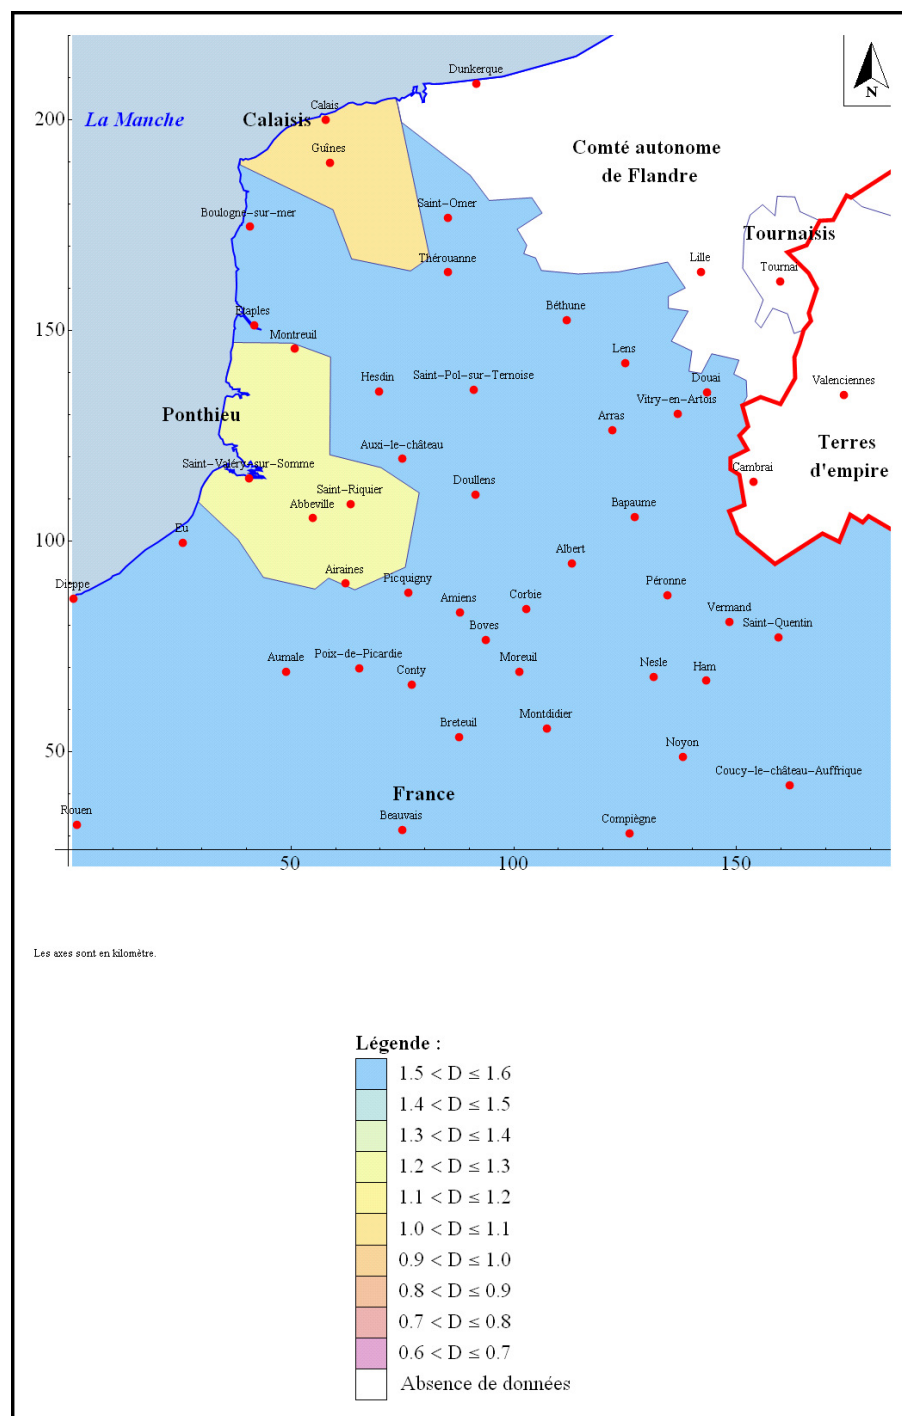 Dunkerque
N
200
La Manche
Calais
Calaisis
Guînes
Comté autonome
de Flandre
Boulogne-sur-mer
Saint-Omer
Tournaisis
Thérouanne
Lille
Tournai
150
Etaples
Montreuil
Béthune
Lens
Hesdin
Saint-Pol-sur-Ternoise
Douai
Valenciennes
Ponthieu
Vitry-en-Artois
Arras
Terres
d'empire
Auxi-le-château
Saint-Valéry-sur-Somme
Cambrai
Doullens
Saint-Riquier
Abbeville
Bapaume
100
Eu
Albert
Dieppe
Airaines
Picquigny
Péronne
Amiens
Corbie
Vermand
Boves
Saint-Quentin
Aumale
Poix-de-Picardie
Conty
Moreuil
Nesle
Ham
50
Breteuil
Montdidier
Noyon
Coucy-le-château-Auffrique
France
Rouen
Beauvais
Compiègne
50
100
150
Les axes sont en kilomètre.
Légende :
1.5 < D ≤ 1.6
1.4 < D ≤ 1.5
1.3 < D ≤ 1.4
1.2 < D ≤ 1.3
1.1 < D ≤ 1.2
1.0 < D ≤ 1.1
0.9 < D ≤ 1.0
0.8 < D ≤ 0.9
0.7 < D ≤ 0.8
0.6 < D ≤ 0.7
Absence de données